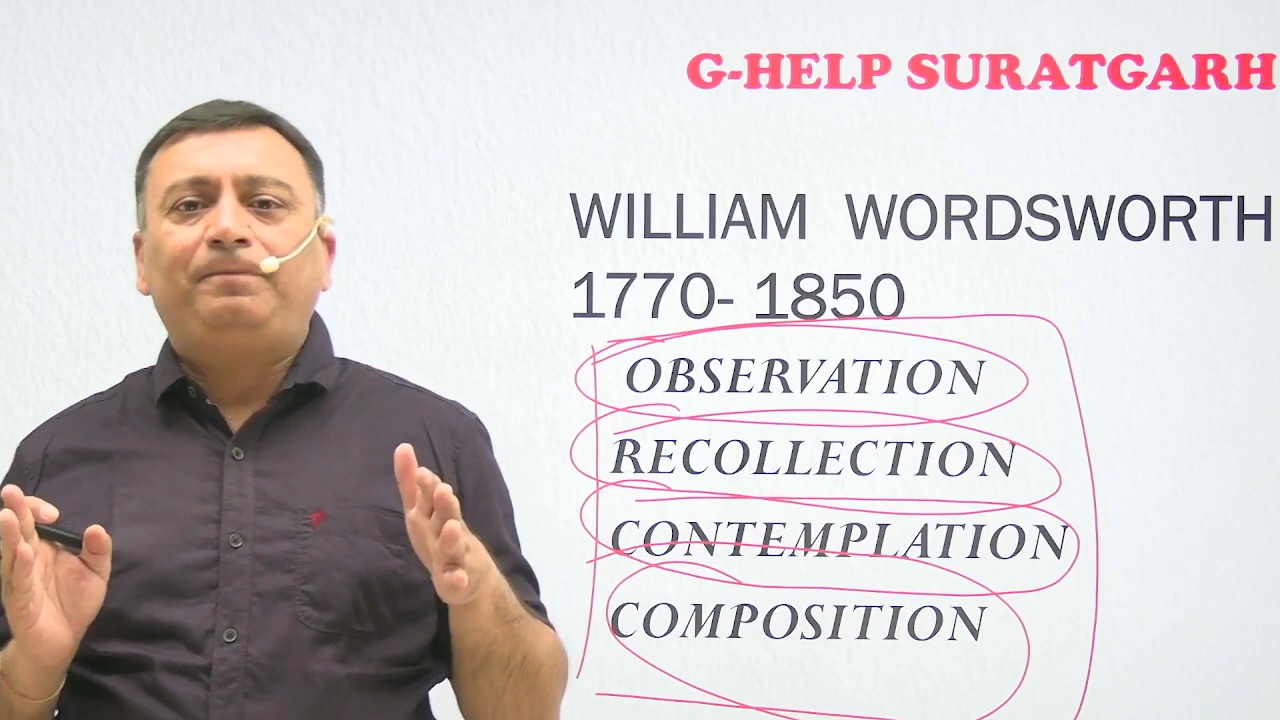 G-HELP SURATGARH
WILLIAM WORDSWORTH
1770- 1850
OBSERVATION
RECOLLECTION
CONTEMPLATION
COMPOSITION